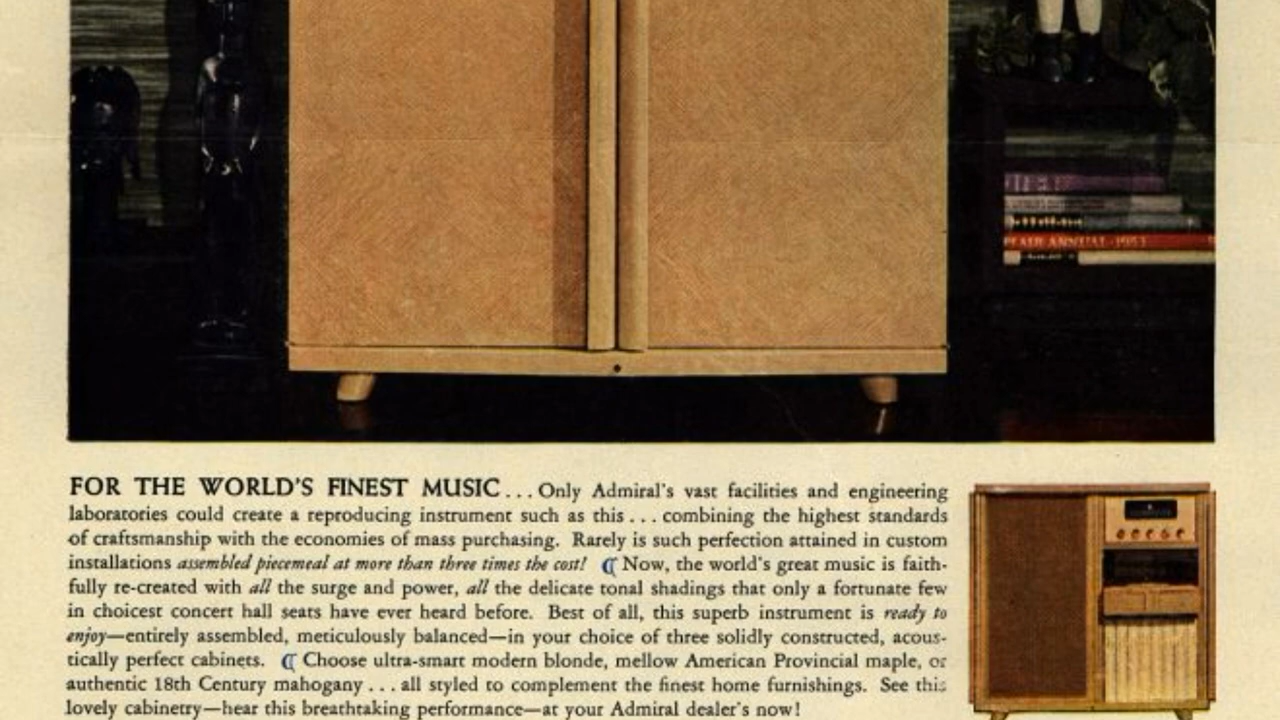 ANNUAL - 1953
FOR THE WORLD'S FINEST MUSIC... Only Admiral's vast facilities and engineering
laboratories could create a reproducing instrument such as this... combining the highest standards
of craftsmanship with the economies of mass purchasing. Rarely is such perfection attained in custom
installations assembled piecemeal at more than three times the cost! ⸿ Now, the world's great music is faith-
fully re-created with all the surge and power, all the delicate tonal shadings that only a fortunate few
in choicest concert hall seats have ever heard before. Best of all, this superb instrument is ready to
enjoy—entirely assembled, meticulously balanced—in your choice of three solidly constructed, acous-
tically perfect cabinets. ⸿ Choose ultra-smart modern blonde, mellow American Provincial maple, or
authentic 18th Century mahogany... all styled to complement the finest home furnishings. See this
lovely cabinetry—hear this breathtaking performance—at your Admiral dealer's now!